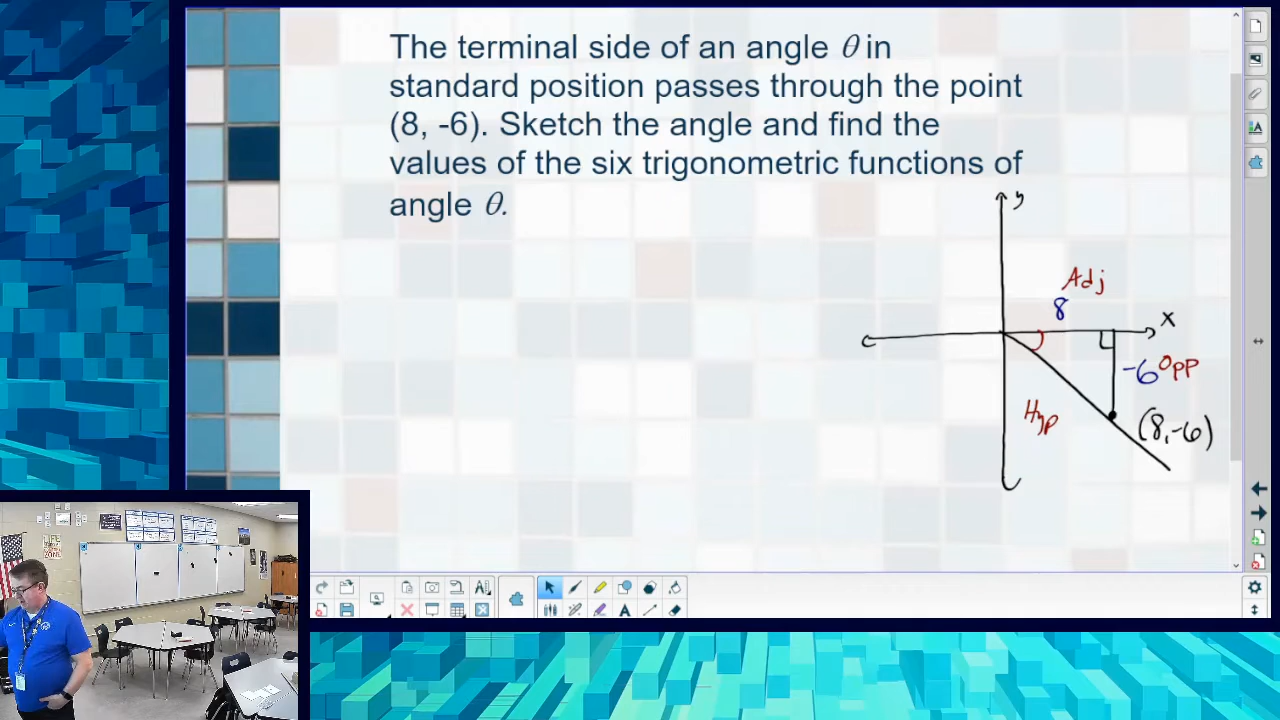 The terminal side of an angle θ in
standard position passes through the point
(8, -6). Sketch the angle and find the
values of the six trigonometric functions of
angle θ.
y
Adj
8
x
-6 Opp
Hyp
(8,-6)